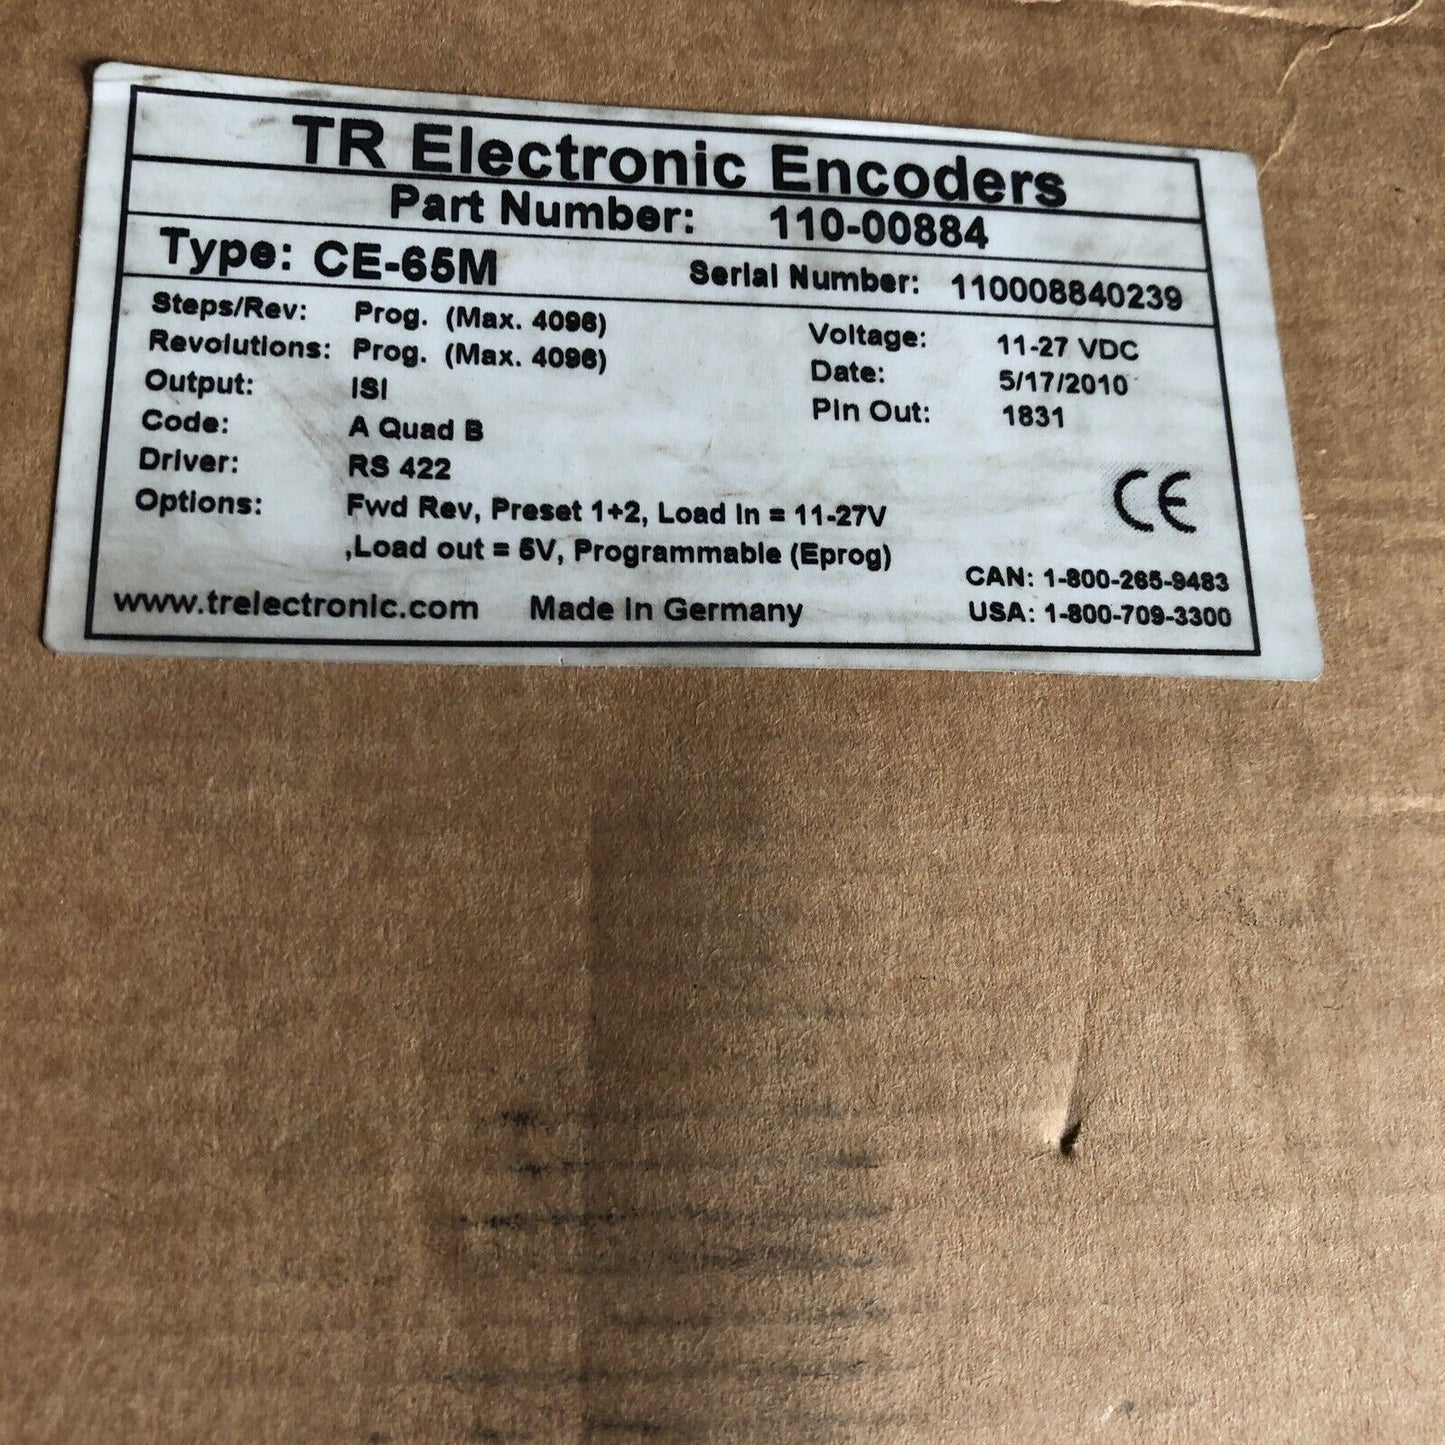 TR Electronic Encoders
Part Number: 110-00884
Type: CE-65M Serial Number: 110008840239
Steps/Rev: Prog. (Max. 4096) Voltage: 11-27 VDC
Revolutions: Prog. (Max. 4096) Date: 5/17/2010
Output: ISI Pin Out: 1831
Code: A Quad B
Driver: RS 422
Options: Fwd Rev, Preset 1+2, Load In = 11-27V
,Load out = 5V, Programmable (Eprog)
CE
CAN: 1-800-265-9483
www.trelectronic.com Made in Germany USA: 1-800-709-3300